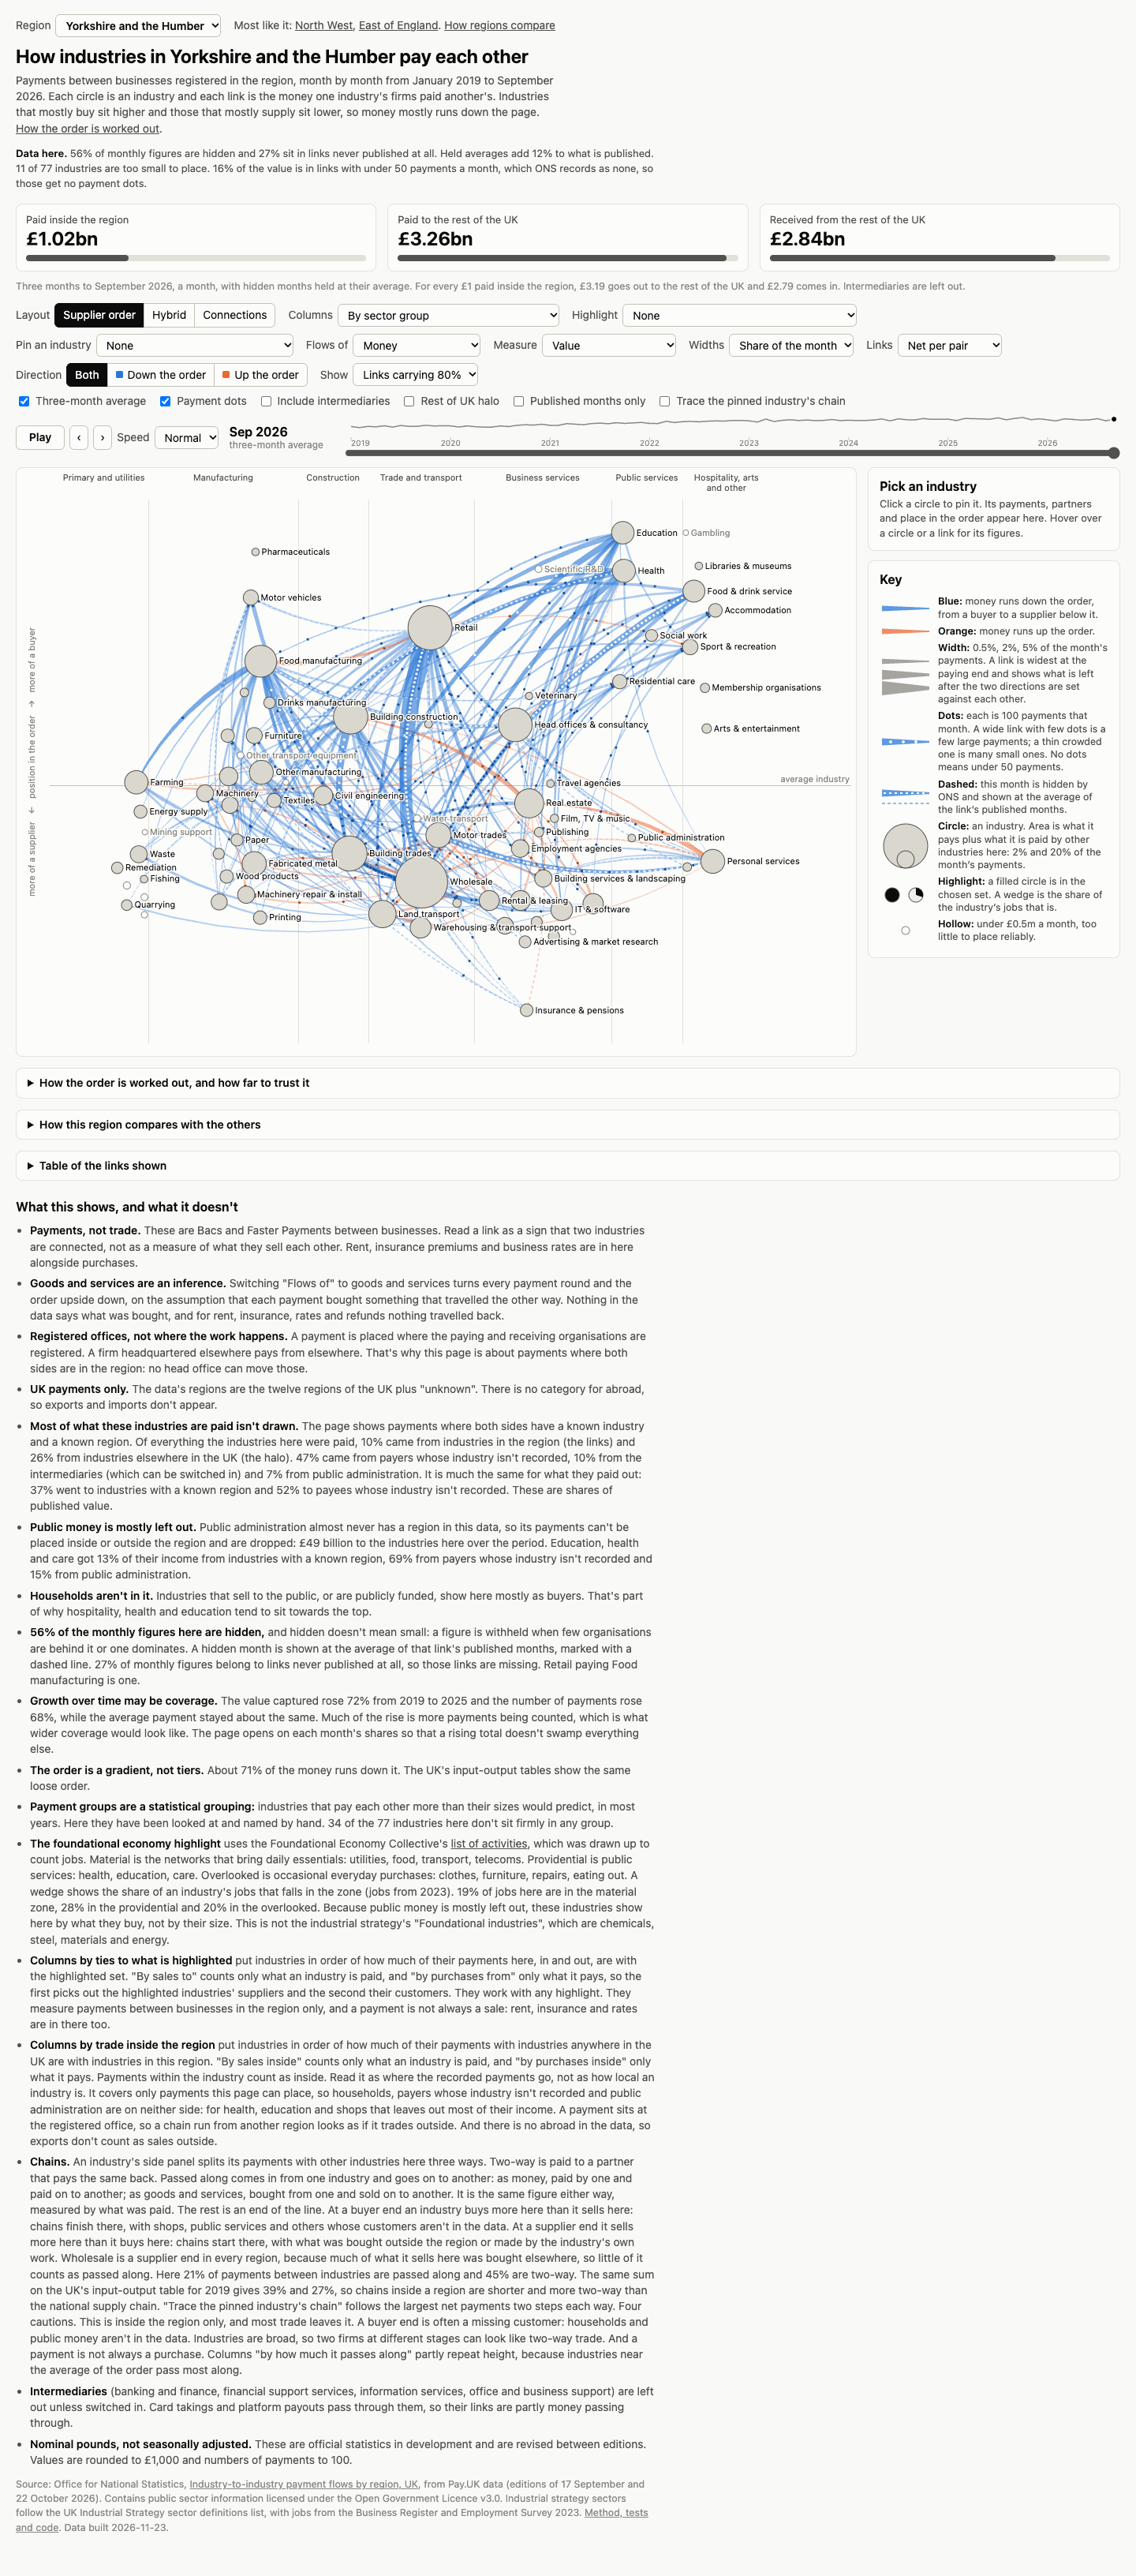 Region Yorkshire and the Humber Most like it: North West, East of England. How regions compare
How industries in Yorkshire and the Humber pay each other
Payments between businesses registered in the region, month by month from January 2019 to September
2026. Each circle is an industry and each link is the money one industry's firms paid another's. Industries
that mostly buy sit higher and those that mostly supply sit lower, so money mostly runs down the page.
How the order is worked out.
Data here. 56% of monthly figures are hidden and 27% sit in links never published at all. Held averages add 12% to what is published.
11 of 77 industries are too small to place. 16% of the value is in links with under 50 payments a month, which ONS records as none, so
those get no payment dots.
Paid inside the region
£1.02bn
Paid to the rest of the UK
£3.26bn
Received from the rest of the UK
£2.84bn
Three months to September 2026, a month, with hidden months held at their average. For every £1 paid inside the region, £3.19 goes out to the rest of the UK and £2.79 comes in. Intermediaries are left out.
Layout Supplier order Hybrid Connections Columns By sector group Highlight None
Pin an industry None Flows of Money Measure Value Widths Share of the month Links Net per pair
Direction Both Down the order Up the order Show Links carrying 80%
Three-month average Payment dots Include intermediaries Rest of UK halo Published months only Trace the pinned industry's chain
Play ‹ › Speed Normal Sep 2026
three-month average
2019 2020 2021 2022 2023 2024 2025 2026
Primary and utilities Manufacturing Construction Trade and transport Business services Public services Hospitality, arts
and other
more of a supplier ← position in the order → more of a buyer
Education
Gambling
Pharmaceuticals
Scientific R&D
Health
Libraries & museums
Food & drink service
Motor vehicles
Accommodation
Retail
Social work
Sport & recreation
Food manufacturing
Residential care
Membership organisations
Veterinary
Drinks manufacturing
Building construction
Head offices & consultancy
Arts & entertainment
Furniture
Other transport equipment
Other manufacturing
average industry
Farming
Travel agencies
Machinery
Textiles
Civil engineering
Real estate
Energy supply
Water transport
Film, TV & music
Mining support
Motor trades
Publishing
Public administration
Paper
Employment agencies
Waste
Building trades
Personal services
Fabricated metal
Remediation
Wood products
Fishing
Building services & landscaping
Wholesale
Machinery repair & install
Rental & leasing
Quarrying
IT & software
Printing
Land transport
Warehousing & transport support
Advertising & market research
Insurance & pensions
Pick an industry
Click a circle to pin it. Its payments, partners
and place in the order appear here. Hover over
a circle or a link for its figures.
Key
Blue: money runs down the order,
from a buyer to a supplier below it.
Orange: money runs up the order.
Width: 0.5%, 2%, 5% of the month's
payments. A link is widest at the
paying end and shows what is left
after the two directions are set
against each other.
Dots: each is 100 payments that
month. A wide link with few dots is a
few large payments; a thin crowded
one is many small ones. No dots
means under 50 payments.
Dashed: this month is hidden by
ONS and shown at the average of
the link's published months.
Circle: an industry. Area is what it
pays plus what it is paid by other
industries here: 2% and 20% of the
month's payments.
Highlight: a filled circle is in the
chosen set. A wedge is the share of
the industry's jobs that is.
Hollow: under £0.5m a month, too
little to place reliably.
How the order is worked out, and how far to trust it
How this region compares with the others
Table of the links shown
What this shows, and what it doesn't
Payments, not trade. These are Bacs and Faster Payments between businesses. Read a link as a sign that two industries
are connected, not as a measure of what they sell each other. Rent, insurance premiums and business rates are in here
alongside purchases.
Goods and services are an inference. Switching "Flows of" to goods and services turns every payment round and the
order upside down, on the assumption that each payment bought something that travelled the other way. Nothing in the
data says what was bought, and for rent, insurance, rates and refunds nothing travelled back.
Registered offices, not where the work happens. A payment is placed where the paying and receiving organisations are
registered. A firm headquartered elsewhere pays from elsewhere. That's why this page is about payments where both
sides are in the region: no head office can move those.
UK payments only. The data's regions are the twelve regions of the UK plus "unknown". There is no category for abroad,
so exports and imports don't appear.
Most of what these industries are paid isn't drawn. The page shows payments where both sides have a known industry
and a known region. Of everything the industries here were paid, 10% came from industries in the region (the links) and
26% from industries elsewhere in the UK (the halo). 47% came from payers whose industry isn't recorded, 10% from the
intermediaries (which can be switched in) and 7% from public administration. It is much the same for what they paid out:
37% went to industries with a known region and 52% to payees whose industry isn't recorded. These are shares of
published value.
Public money is mostly left out. Public administration almost never has a region in this data, so its payments can't be
placed inside or outside the region and are dropped: £49 billion to the industries here over the period. Education, health
and care got 13% of their income from industries with a known region, 69% from payers whose industry isn't recorded and
15% from public administration.
Households aren't in it. Industries that sell to the public, or are publicly funded, show here mostly as buyers. That's part
of why hospitality, health and education tend to sit towards the top.
56% of the monthly figures here are hidden, and hidden doesn't mean small: a figure is withheld when few organisations
are behind it or one dominates. A hidden month is shown at the average of that link's published months, marked with a
dashed line. 27% of monthly figures belong to links never published at all, so those links are missing. Retail paying Food
manufacturing is one.
Growth over time may be coverage. The value captured rose 72% from 2019 to 2025 and the number of payments rose
68%, while the average payment stayed about the same. Much of the rise is more payments being counted, which is what
wider coverage would look like. The page opens on each month's shares so that a rising total doesn't swamp everything
else.
The order is a gradient, not tiers. About 71% of the money runs down it. The UK's input-output tables show the same
loose order.
Payment groups are a statistical grouping: industries that pay each other more than their sizes would predict, in most
years. Here they have been looked at and named by hand. 34 of the 77 industries here don't sit firmly in any group.
The foundational economy highlight uses the Foundational Economy Collective's list of activities, which was drawn up to
count jobs. Material is the networks that bring daily essentials: utilities, food, transport, telecoms. Providential is public
services: health, education, care. Overlooked is occasional everyday purchases: clothes, furniture, repairs, eating out. A
wedge shows the share of an industry's jobs that falls in the zone (jobs from 2023). 19% of jobs here are in the material
zone, 28% in the providential and 20% in the overlooked. Because public money is mostly left out, these industries show
here by what they buy, not by their size. This is not the industrial strategy's "Foundational industries", which are chemicals,
steel, materials and energy.
Columns by ties to what is highlighted put industries in order of how much of their payments here, in and out, are with
the highlighted set. "By sales to" counts only what an industry is paid, and "by purchases from" only what it pays, so the
first picks out the highlighted industries' suppliers and the second their customers. They work with any highlight. They
measure payments between businesses in the region only, and a payment is not always a sale: rent, insurance and rates
are in there too.
Columns by trade inside the region put industries in order of how much of their payments with industries anywhere in the
UK are with industries in this region. "By sales inside" counts only what an industry is paid, and "by purchases inside" only
what it pays. Payments within the industry count as inside. Read it as where the recorded payments go, not as how local an
industry is. It covers only payments this page can place, so households, payers whose industry isn't recorded and public
administration are on neither side: for health, education and shops that leaves out most of their income. A payment sits at
the registered office, so a chain run from another region looks as if it trades outside. And there is no abroad in the data, so
exports don't count as sales outside.
Chains. An industry's side panel splits its payments with other industries here three ways. Two-way is paid to a partner
that pays the same back. Passed along comes in from one industry and goes on to another: as money, paid by one and
paid on to another; as goods and services, bought from one and sold on to another. It is the same figure either way,
measured by what was paid. The rest is an end of the line. At a buyer end an industry buys more here than it sells here:
chains finish there, with shops, public services and others whose customers aren't in the data. At a supplier end it sells
more here than it buys here: chains start there, with what was bought outside the region or made by the industry's own
work. Wholesale is a supplier end in every region, because much of what it sells here was bought elsewhere, so little of it
counts as passed along. Here 21% of payments between industries are passed along and 45% are two-way. The same sum
on the UK's input-output table for 2019 gives 39% and 27%, so chains inside a region are shorter and more two-way than
the national supply chain. "Trace the pinned industry's chain" follows the largest net payments two steps each way. Four
cautions. This is inside the region only, and most trade leaves it. A buyer end is often a missing customer: households and
public money aren't in the data. Industries are broad, so two firms at different stages can look like two-way trade. And a
payment is not always a purchase. Columns "by how much it passes along" partly repeat height, because industries near
the average of the order pass most along.
Intermediaries (banking and finance, financial support services, information services, office and business support) are left
out unless switched in. Card takings and platform payouts pass through them, so their links are partly money passing
through.
Nominal pounds, not seasonally adjusted. These are official statistics in development and are revised between editions.
Values are rounded to £1,000 and numbers of payments to 100.
Source: Office for National Statistics, Industry-to-industry payment flows by region, UK, from Pay.UK data (editions of 17 September and
22 October 2026). Contains public sector information licensed under the Open Government Licence v3.0. Industrial strategy sectors
follow the UK Industrial Strategy sector definitions list, with jobs from the Business Register and Employment Survey 2023. Method, tests
and code. Data built 2026-11-23.